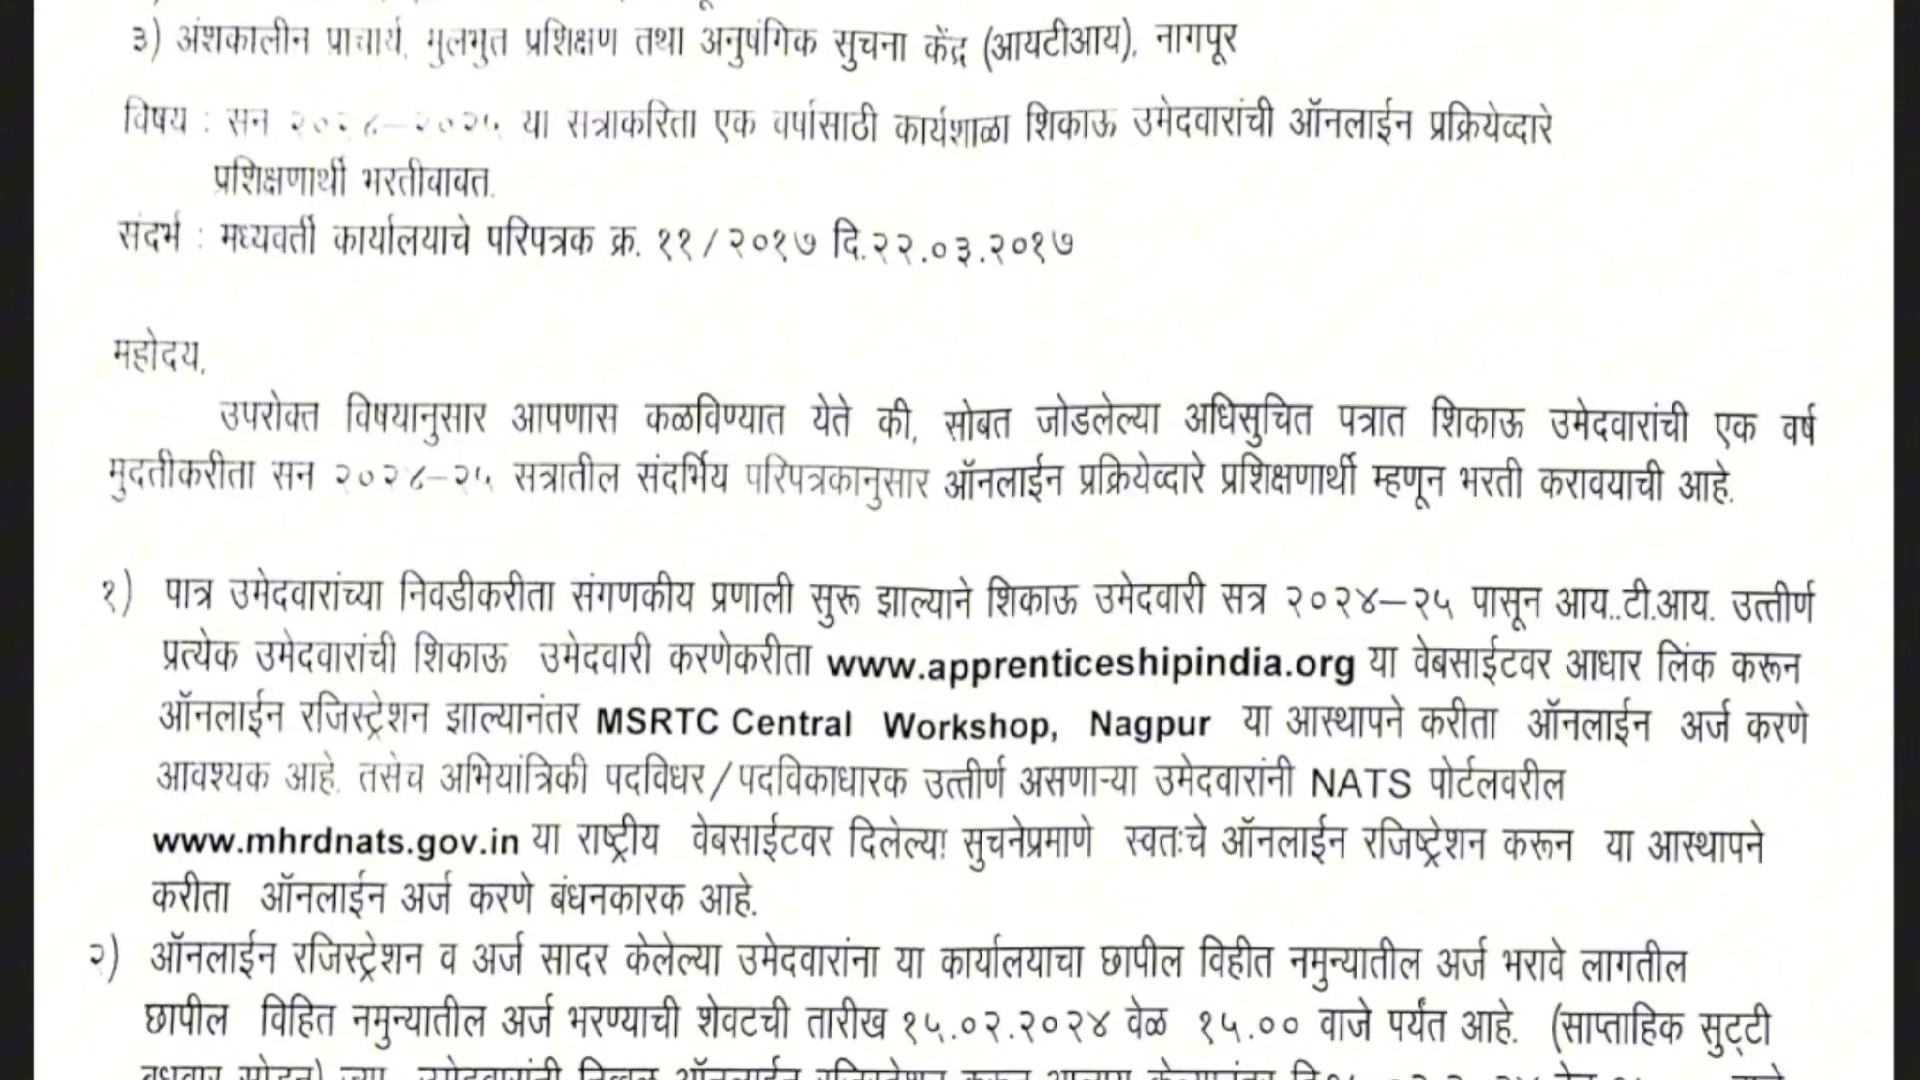 ३) अंशकालीन प्राचार्य, मुलभुत प्रशिक्षण तथा अनुषंगिक सुचना केंद्र (आयटीआय), नागपूर
विषय : सन २०२४–२०२५ या सत्राकरिता एक वर्षासाठी कार्यशाळा शिकाऊ उमेदवारांची ऑनलाईन प्रक्रियेव्दारे
प्रशिक्षणार्थी भरतीबाबत.
संदर्भ : मध्यवर्ती कार्यालयाचे परिपत्रक क्र. ११/२०१७ दि.२२.०३.२०१७
महोदय,
उपरोक्त विषयानुसार आपणास कळविण्यात येते की, सोबत जोडलेल्या अधिसुचित पत्रात शिकाऊ उमेदवारांची एक वर्ष
मुदतीकरीता सन २०२४–२५ सत्रातील संदर्भिय परिपत्रकानुसार ऑनलाईन प्रक्रियेव्दारे प्रशिक्षणार्थी म्हणून भरती करावयाची आहे.
१) पात्र उमेदवारांच्या निवडीकरीता संगणकीय प्रणाली सुरू झाल्याने शिकाऊ उमेदवारी सत्र २०२४–२५ पासून आय..टी.आय. उत्तीर्ण
प्रत्येक उमेदवारांची शिकाऊ उमेदवारी करणेकरीता www.apprenticeshipindia.org या वेबसाईटवर आधार लिंक करून
ऑनलाईन रजिस्ट्रेशन झाल्यानंतर MSRTC Central Workshop, Nagpur या आस्थापने करीता ऑनलाईन अर्ज करणे
आवश्यक आहे. तसेच अभियांत्रिकी पदविधर/पदविकाधारक उत्तीर्ण असणाऱ्या उमेदवारांनी NATS पोर्टलवरील
www.mhrdnats.gov.in या राष्ट्रीय वेबसाईटवर दिलेल्या सुचनेप्रमाणे स्वतःचे ऑनलाईन रजिष्ट्रेशन करून या आस्थापने
करीता ऑनलाईन अर्ज करणे बंधनकारक आहे.
२) ऑनलाईन रजिस्ट्रेशन व अर्ज सादर केलेल्या उमेदवारांना या कार्यालयाचा छापील विहीत नमुन्यातील अर्ज भरावे लागतील
छापील विहित नमुन्यातील अर्ज भरण्याची शेवटची तारीख १५.०२.२०२४ वेळ १५.०० वाजे पर्यंत आहे. (साप्ताहिक सुट्टी